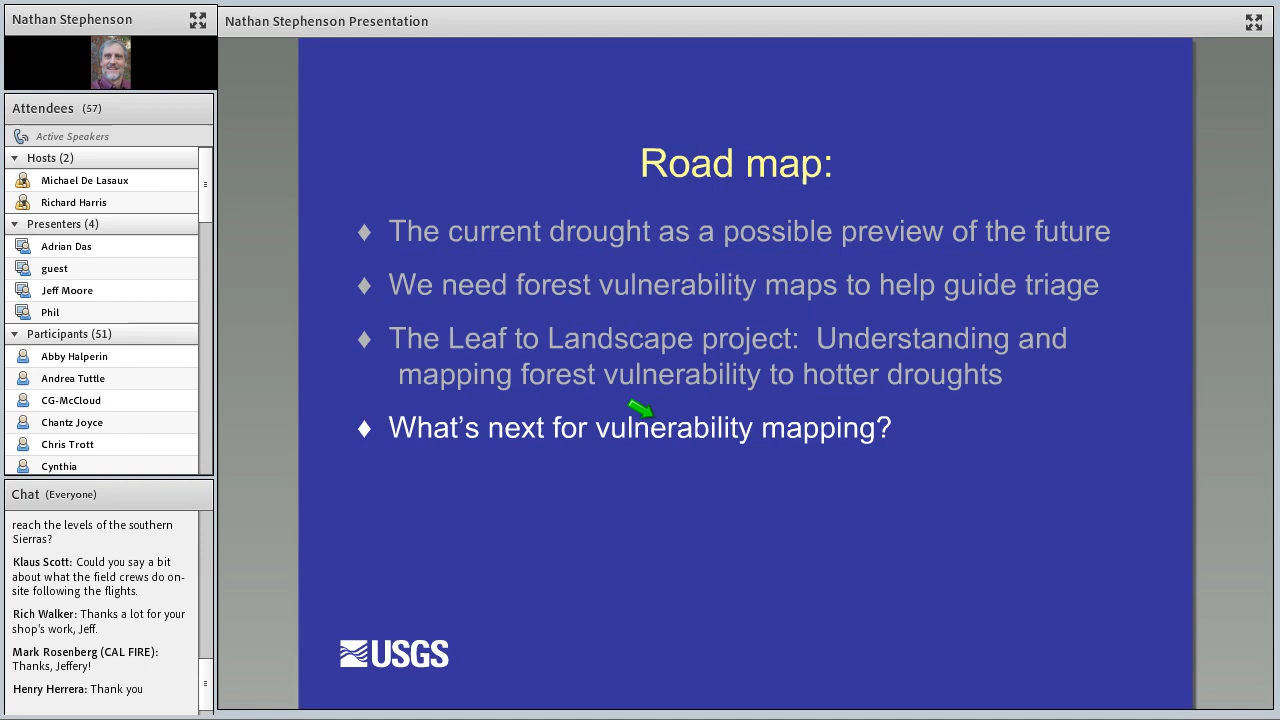 Nathan Stephenson
Attendees (57)
Active Speakers
Hosts (2)
Michael De Lasaux
Richard Harris
Presenters (4)
Adrian Das
guest
Jeff Moore
Phil
Participants (51)
Abby Halperin
Andrea Tuttle
CG-McCloud
Chantz Joyce
Chris Trott
Cynthia
Chat (Everyone)
reach the levels of the southern
Sierras?
Klaus Scott: Could you say a bit
about what the field crews do on-
site following the flights.
Rich Walker: Thanks a lot for your
shop's work, Jeff.
Mark Rosenberg (CAL FIRE):
Thanks, Jeffery!
Henry Herrera: Thank you
Nathan Stephenson Presentation
Road map:
♦ The current drought as a possible preview of the future
♦ We need forest vulnerability maps to help guide triage
♦ The Leaf to Landscape project: Understanding and
mapping forest vulnerability to hotter droughts
♦ What's next for vulnerability mapping?
USGS